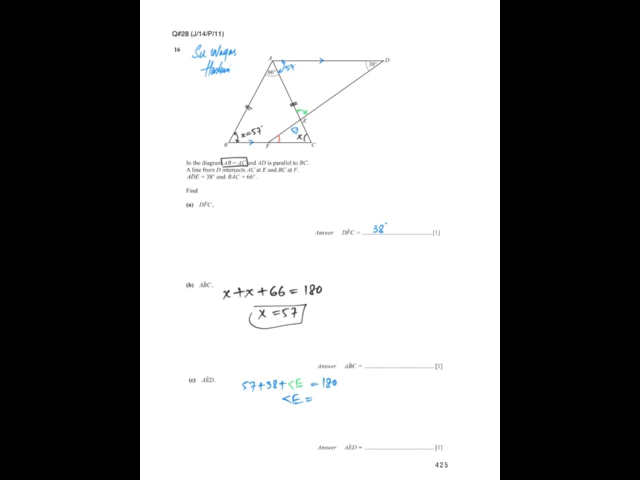 Q#28 (J/14/P/11)
16
Sir Waqas
A
66°
57°
38°
D
E
x=57°
x
B
F
C
In the diagram AB = AC and AD is parallel to BC.
A line from D intersects AC at E and BC at F.
AD̂E = 38° and BÂC = 66°.
Find
(a) DF̂C,
Answer DF̂C = 38° [1]
(b) AB̂C,
x+x+66=180
x=57
Answer AB̂C = [1]
(c) AÊD.
57+38+<E = 180
<E =
Answer AÊD = [1]
425